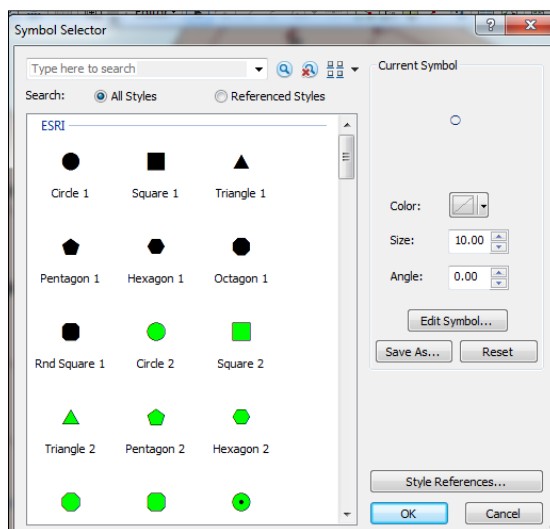 Symbol Selector
Type here to search
Search: All Styles Referenced Styles
ESRI
Circle 1 Square 1 Triangle 1
Pentagon 1 Hexagon 1 Octagon 1
Rnd Square 1 Circle 2 Square 2
Triangle 2 Pentagon 2 Hexagon 2
Current Symbol
Color:
Size: 10.00
Angle: 0.00
Edit Symbol...
Save As... Reset
Style References...
OK Cancel